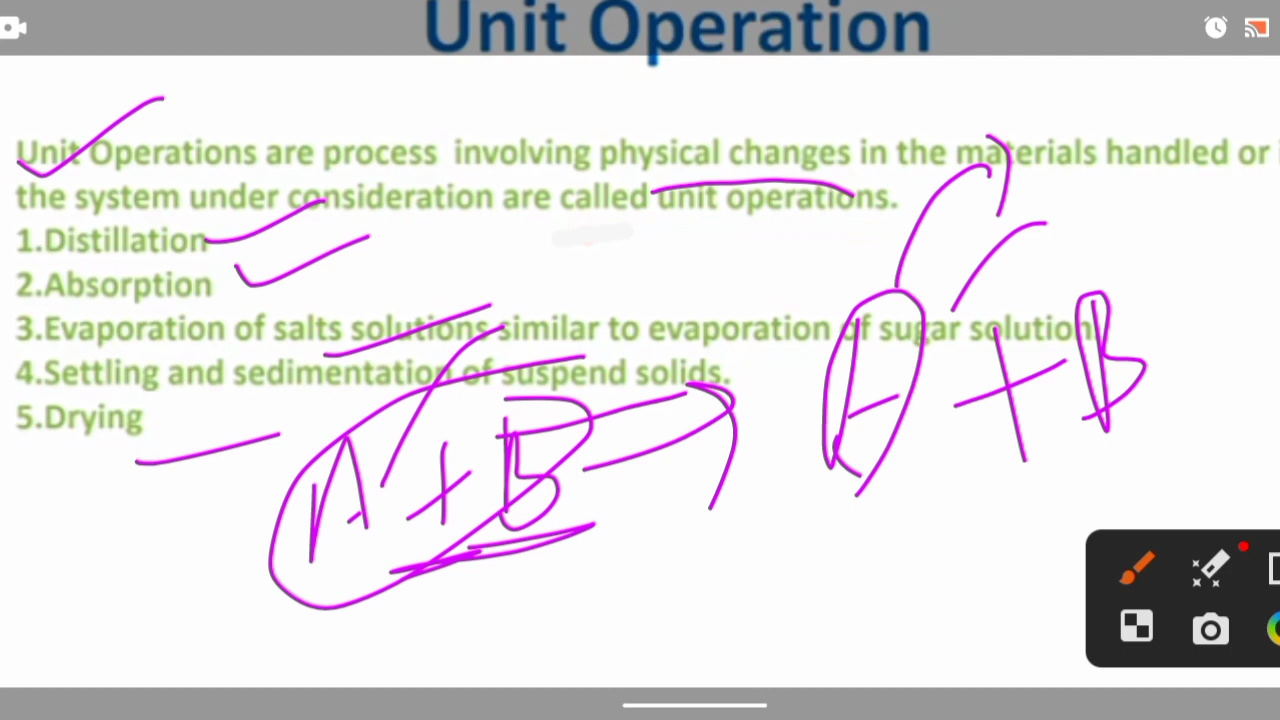 Unit Operation
Unit Operations are process involving physical changes in the materials handled or
the system under consideration are called unit operations.
1.Distillation
2.Absorption
3.Evaporation of salts solutions similar to evaporation of sugar solution
4.Settling and sedimentation of suspend solids.
5.Drying
A + B → A + B